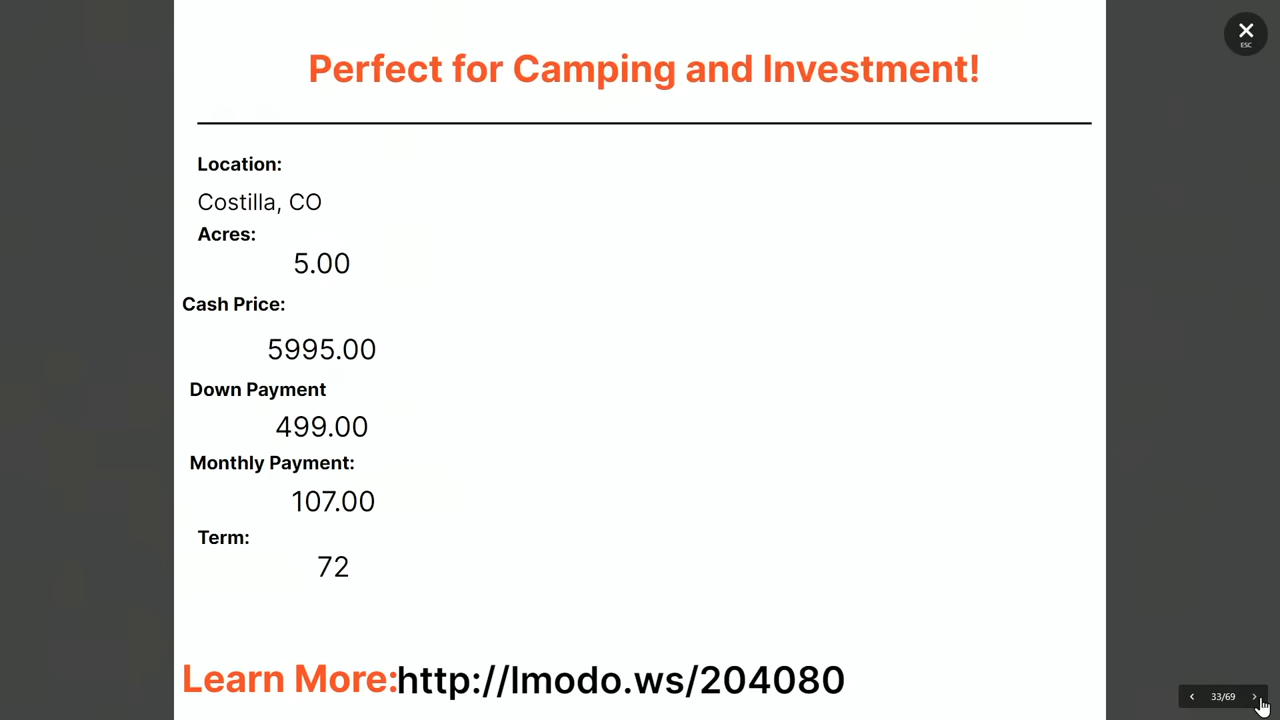 Perfect for Camping and Investment!
ESC
Location:
Costilla, CO
Acres:
5.00
Cash Price:
5995.00
Down Payment
499.00
Monthly Payment:
107.00
Term:
72
Learn More:http://lmodo.ws/204080
33/69